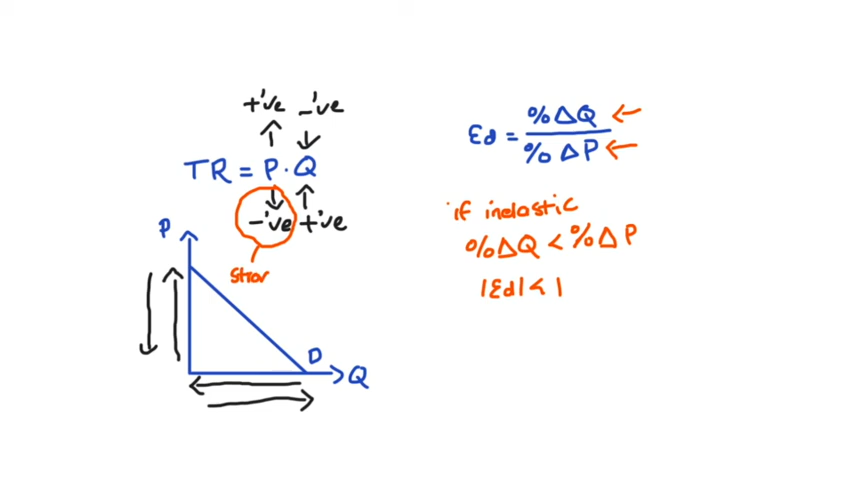 +'ve -'ve
TR = P · Q
-'ve +'ve
stror
P
D
Q
Ed = %ΔQ / %ΔP
if inelastic
%ΔQ < %ΔP
|Ed| < 1